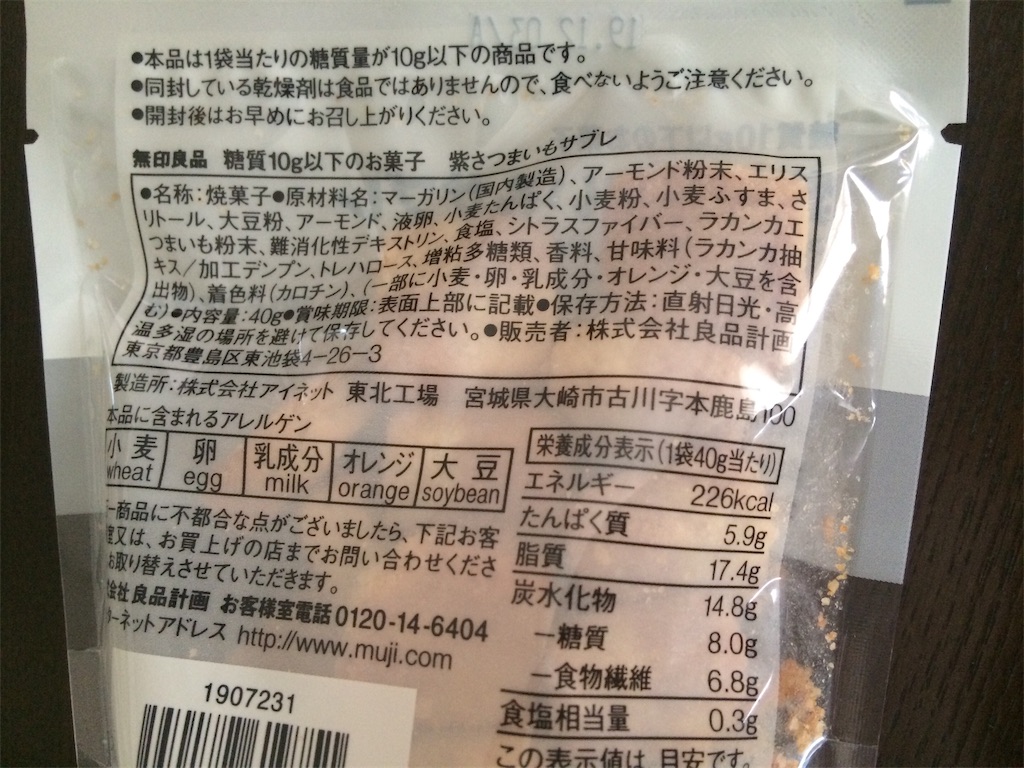 ●本品は1袋当たりの糖質量が10g以下の商品です。
●同封している乾燥剤は食品ではありませんので、食べないようご注意ください。
●開封後はお早めにお召し上がりください。
無印良品 糖質10g以下のお菓子 紫さつまいもサブレ
●名称:焼菓子●原材料名:マーガリン(国内製造)、アーモンド粉末、エリス
リトール、大豆粉、アーモンド、液卵、小麦たんぱく、小麦粉、小麦ふすま、さ
つまいも粉末、難消化性デキストリン、食塩、シトラスファイバー、ラカンカエ
キス/加工デンプン、トレハロース、増粘多糖類、香料、甘味料(ラカンカ抽
出物)、着色料(カロチン)、(一部に小麦・卵・乳成分・オレンジ・大豆を含
む)●内容量:40g●賞味期限:表面上部に記載●保存方法:直射日光・高
温多湿の場所を避けて保存してください。●販売者:株式会社良品計画
東京都豊島区東池袋4-26-3
製造所:株式会社アイネット 東北工場 宮城県大崎市古川字本鹿島100
本品に含まれるアレルゲン
小麦 卵 乳成分 オレンジ 大豆
wheat egg milk orange soybean
一商品に不都合な点がございましたら、下記お客
室又は、お買上げの店までお問い合わせくださ
お取り替えさせていただきます。
会社良品計画 お客様室電話0120-14-6404
ーネットアドレス http://www.muji.com
1907231
栄養成分表示(1袋40g当たり)
エネルギー 226kcal
たんぱく質 5.9g
脂質 17.4g
炭水化物 14.8g
―糖質 8.0g
―食物繊維 6.8g
食塩相当量 0.3g
この表示値は、目安です。